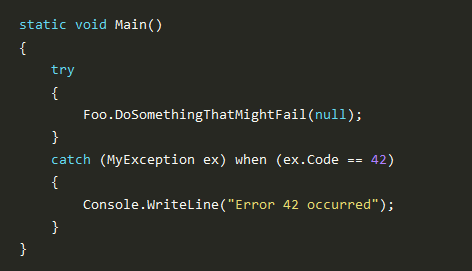 static void Main()
{
    try
    {
        Foo.DoSomethingThatMightFail(null);
    }
    catch (MyException ex) when (ex.Code == 42)
    {
        Console.WriteLine("Error 42 occurred");
    }
}